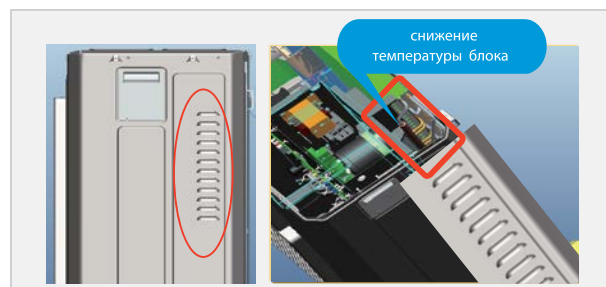 снижение
температуры блока